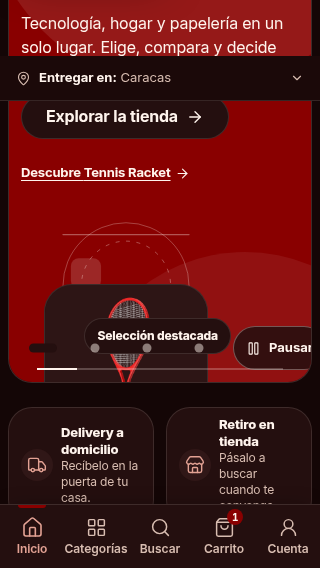 Tecnología, hogar y papelería en un
solo lugar. Elige, compara y decide
Entregar en: Caracas
Explorar la tienda
Descubre Tennis Racket
Selección destacada
Pausar
Delivery a
domicilio
Recíbelo en la
puerta de tu
casa.
Retiro en
tienda
Pásalo a
buscar
cuando te
1
Inicio
Categorías
Buscar
Carrito
Cuenta